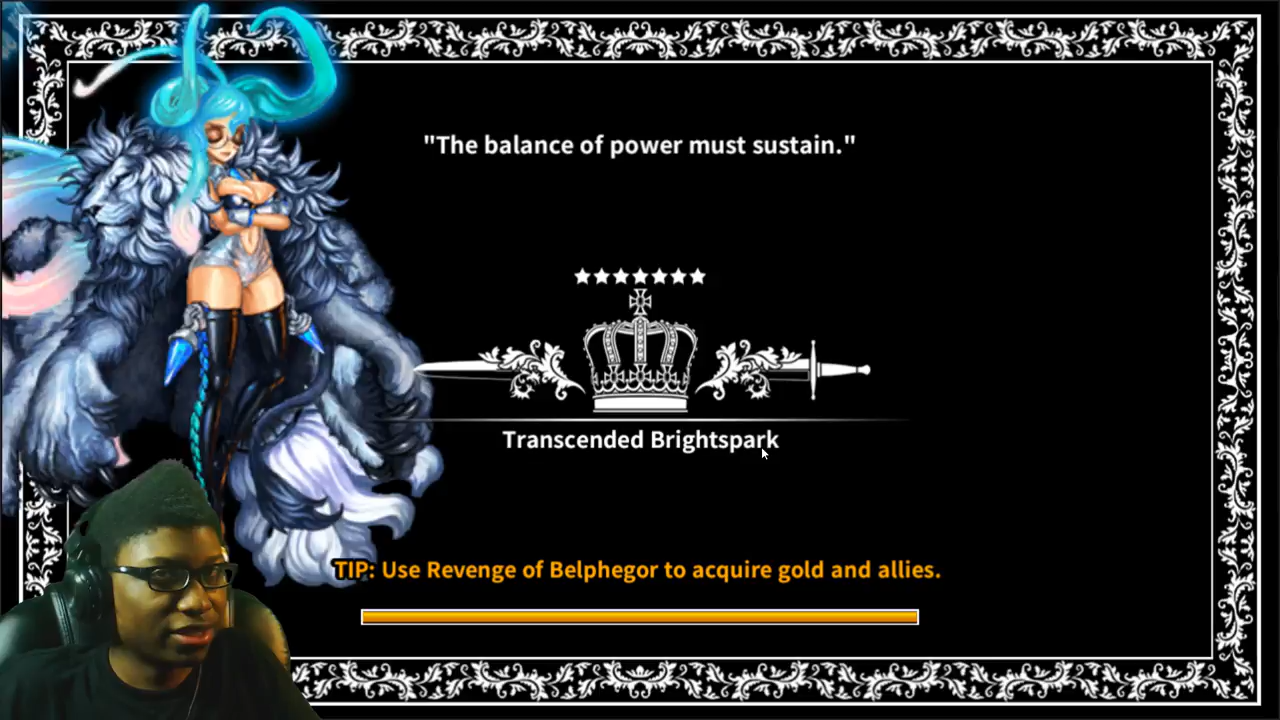 "The balance of power must sustain."
Transcended Brightspark
TIP: Use Revenge of Belphegor to acquire gold and allies.